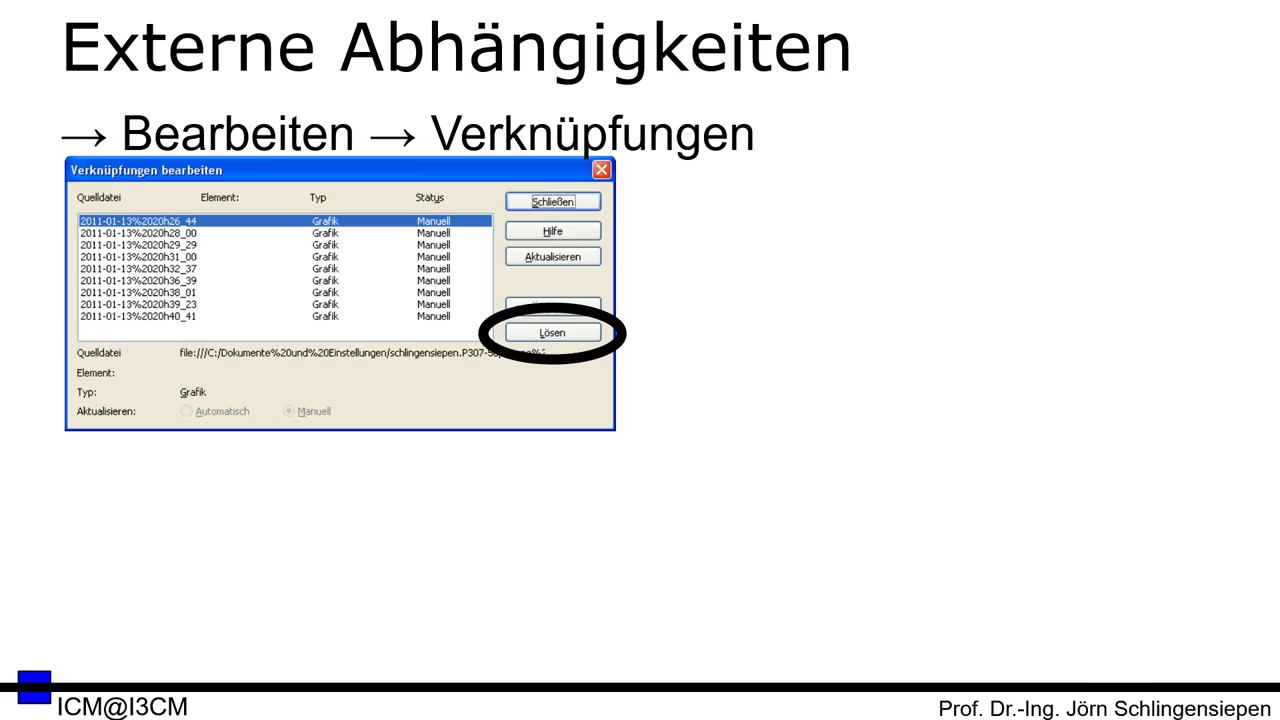 Externe Abhängigkeiten
→ Bearbeiten → Verknüpfungen
Verknüpfungen bearbeiten
Quelldatei Element: Typ Status
Schließen
2011-01-13%2020h26_44 Grafik Manuell
2011-01-13%2020h28_00 Grafik Manuell
Hilfe
2011-01-13%2020h29_29 Grafik Manuell
2011-01-13%2020h31_00 Grafik Manuell
Aktualisieren
2011-01-13%2020h32_37 Grafik Manuell
2011-01-13%2020h36_39 Grafik Manuell
2011-01-13%2020h38_01 Grafik Manuell
2011-01-13%2020h39_23 Grafik Manuell
2011-01-13%2020h40_41 Grafik Manuell
Lösen
Quelldatei file:///C:/Dokumente%20und%20Einstellungen/schlingensiepen.P307-
Element:
Typ: Grafik
Aktualisieren: Automatisch Manuell
ICM@I3CM
Prof. Dr.-Ing. Jörn Schlingensiepen